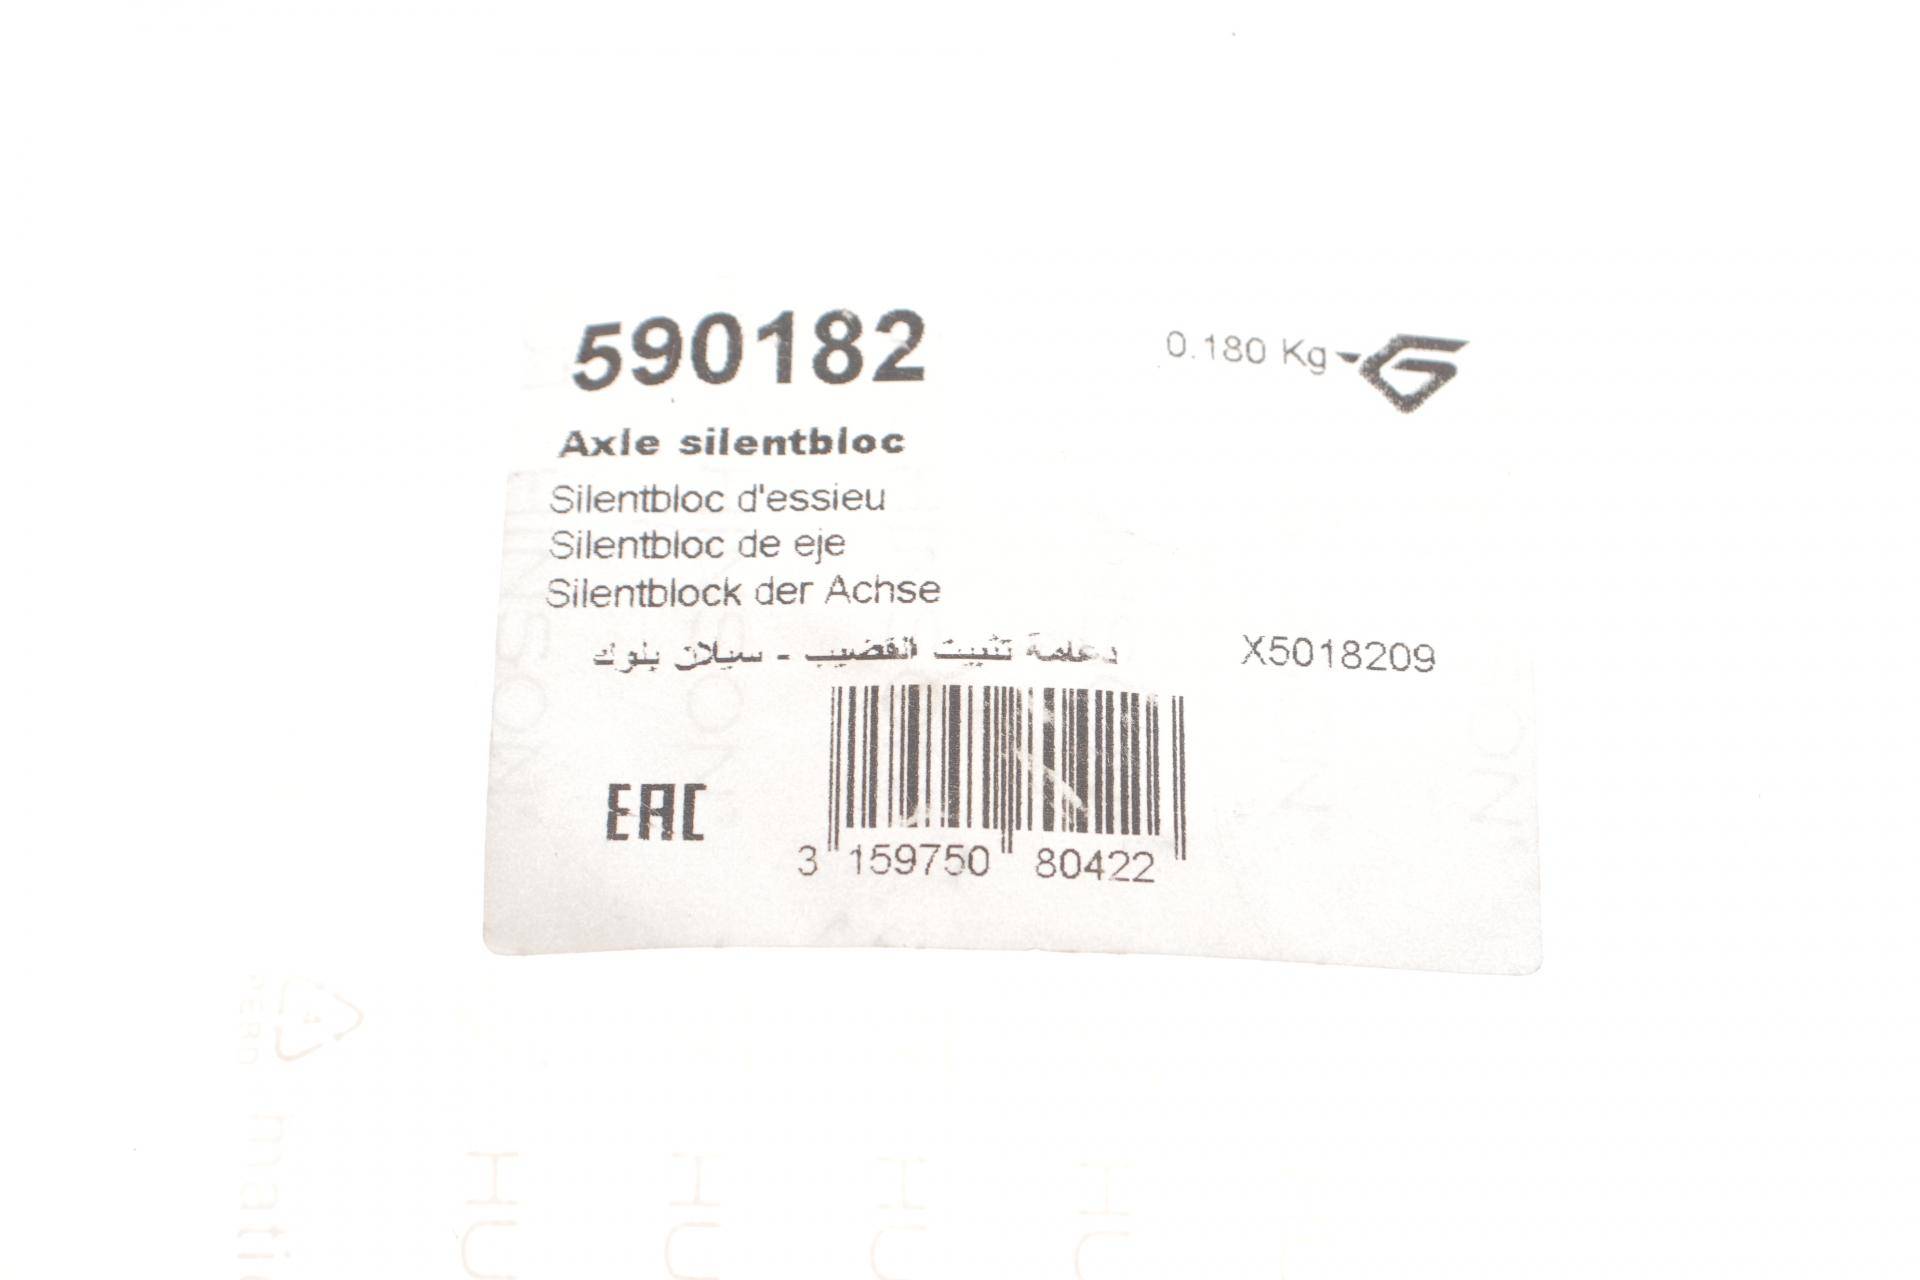 590182
0.180 Kg
Axle silentbloc
Silentbloc d'essieu
Silentbloc de eje
Silentblock der Achse
دعامة تثبيت القضيب - سيلان بلوك
X5018209
EAC
3 159750 80422